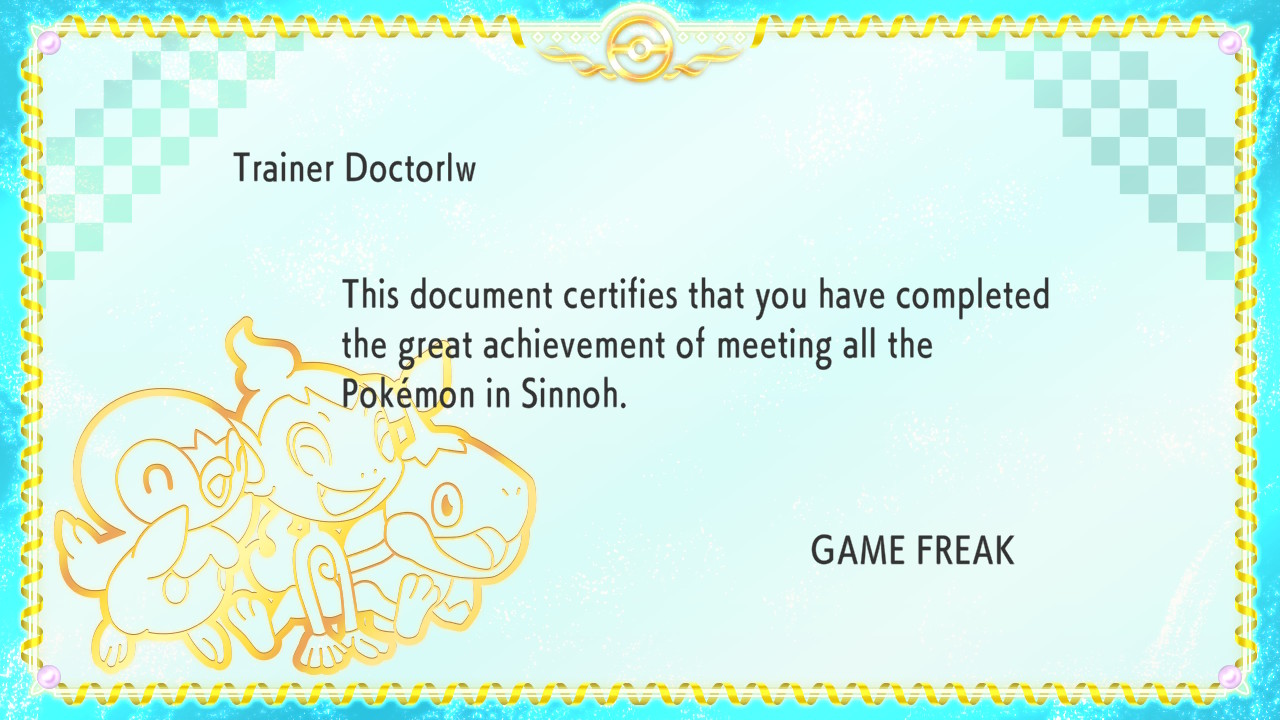 Trainer Doctorlw
This document certifies that you have completed
the great achievement of meeting all the
Pokémon in Sinnoh.
GAME FREAK